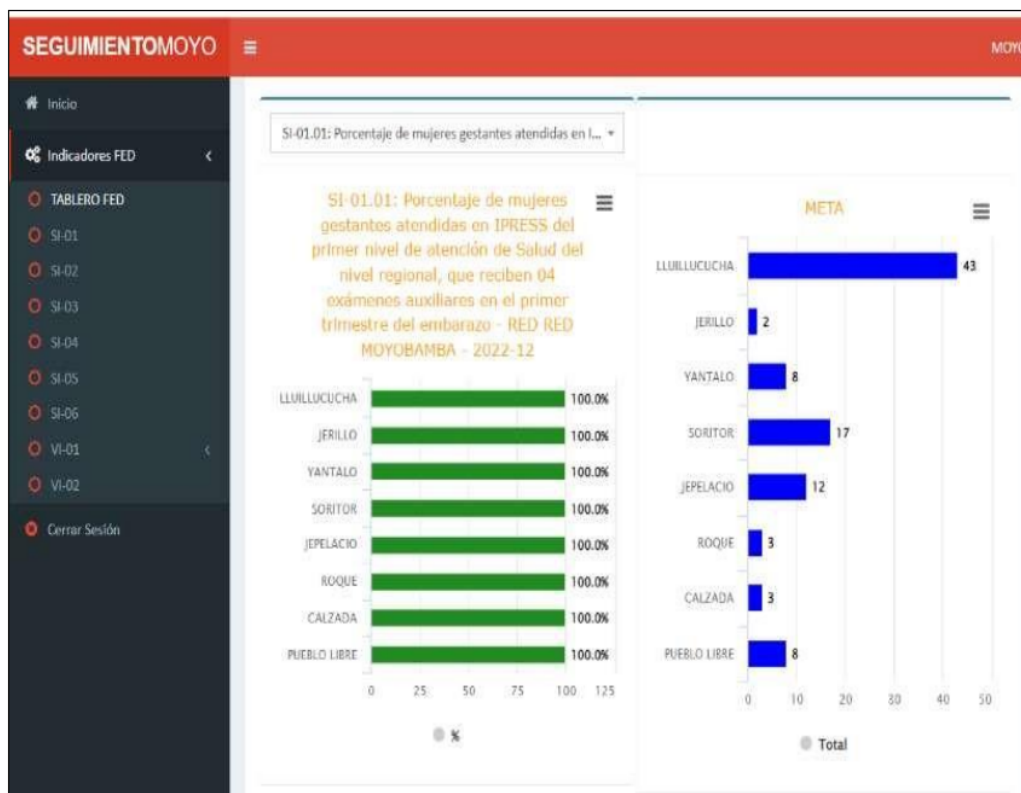 SEGUIMIENTOMOYO
MOYO
Inicio
Indicadores FED
TABLERO FED
SI-01
SI-02
SI-03
SI-04
SI-05
SI-06
VI-01
VI-02
Cerrar Sesión
SI-01.01: Porcentaje de mujeres gestantes atendidas en I...
SI-01.01: Porcentaje de mujeres
gestantes atendidas en IPRESS del
primer nivel de atención de Salud del
nivel regional, que reciben 04
exámenes auxiliares en el primer
trimestre del embarazo - RED RED
MOYOBAMBA - 2022-12
LLUILLUCUCHA 100.0%
JERILLO 100.0%
YANTALO 100.0%
SORITOR 100.0%
JEPELACIO 100.0%
ROQUE 100.0%
CALZADA 100.0%
PUEBLO LIBRE 100.0%
0 25 50 75 100 125
%
META
LLUILLUCUCHA 43
JERILLO 2
YANTALO 8
SORITOR 17
JEPELACIO 12
ROQUE 3
CALZADA 3
PUEBLO LIBRE 8
0 10 20 30 40 50
Total